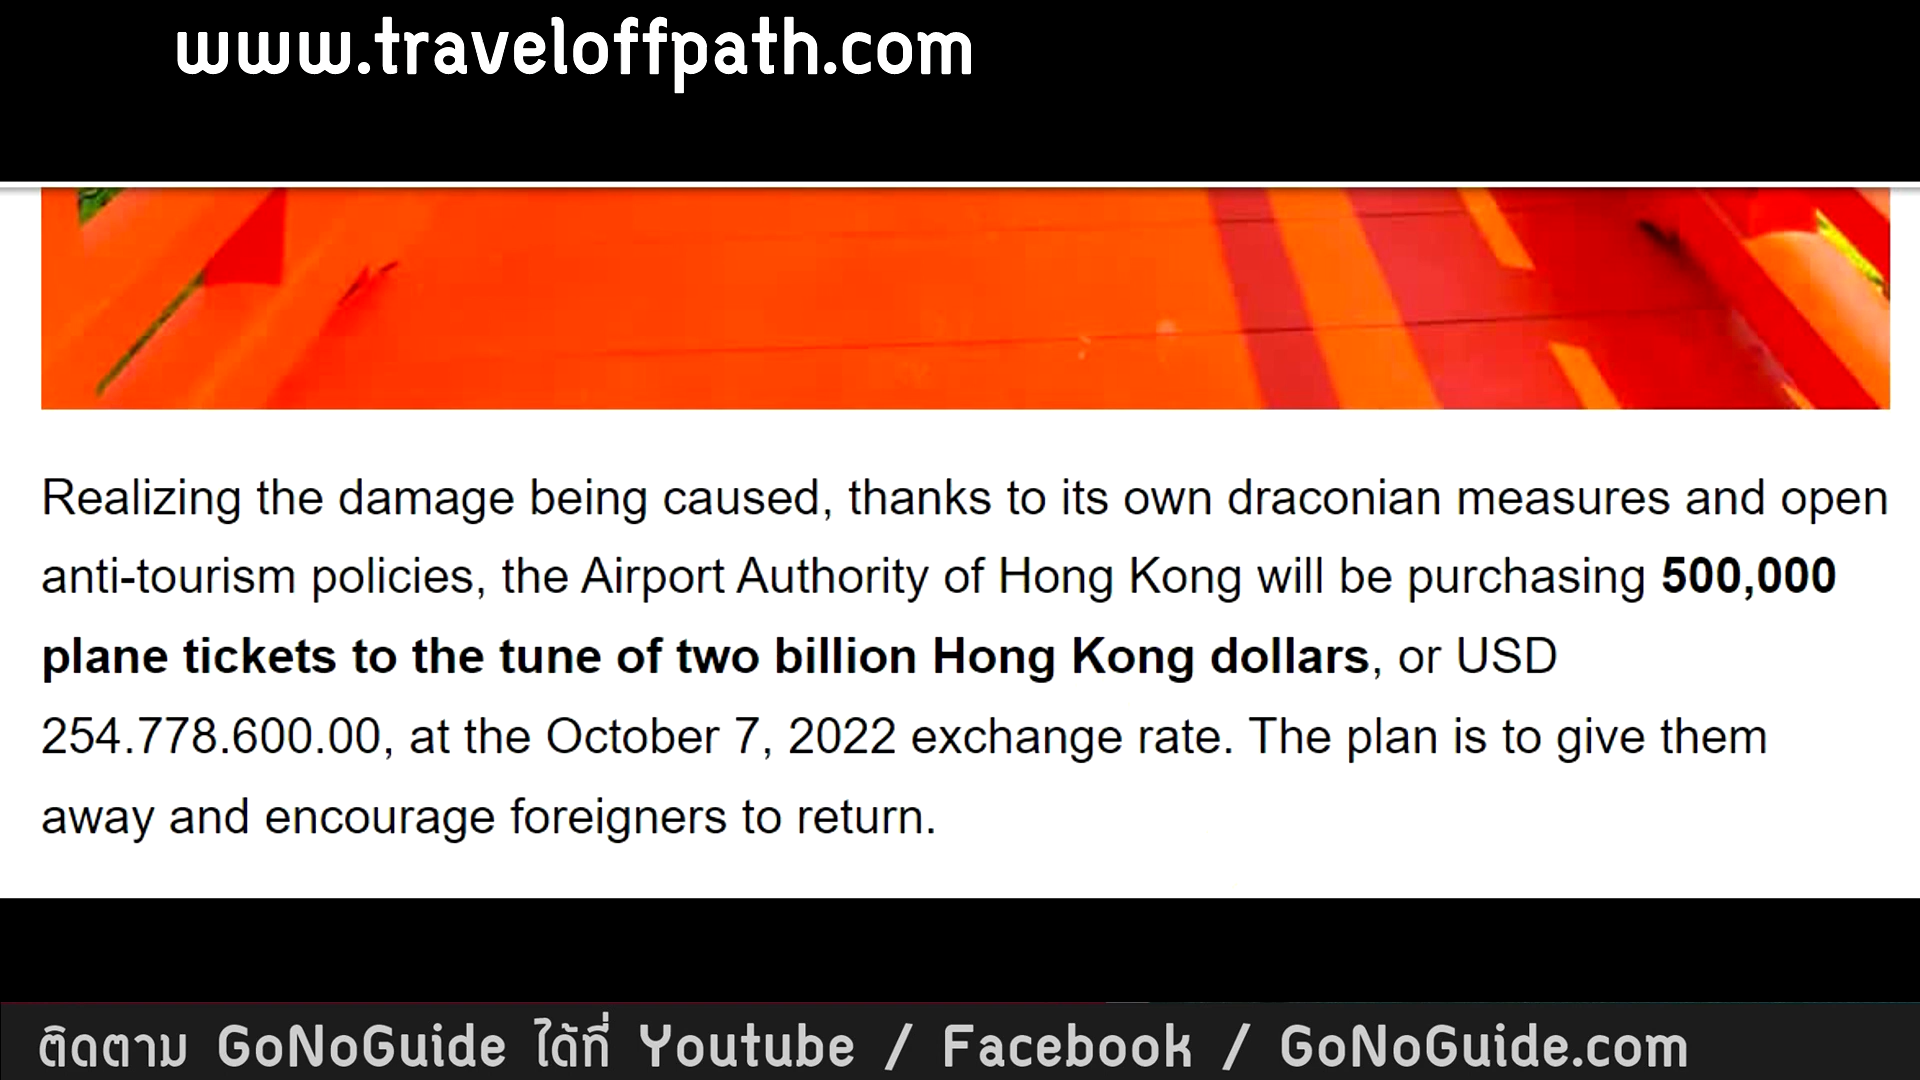 www.traveloffpath.com
Realizing the damage being caused, thanks to its own draconian measures and open
anti-tourism policies, the Airport Authority of Hong Kong will be purchasing 500,000
plane tickets to the tune of two billion Hong Kong dollars, or USD
254.778.600.00, at the October 7, 2022 exchange rate. The plan is to give them
away and encourage foreigners to return.
ติดตาม GoNoGuide ได้ที่ Youtube / Facebook / GoNoGuide.com